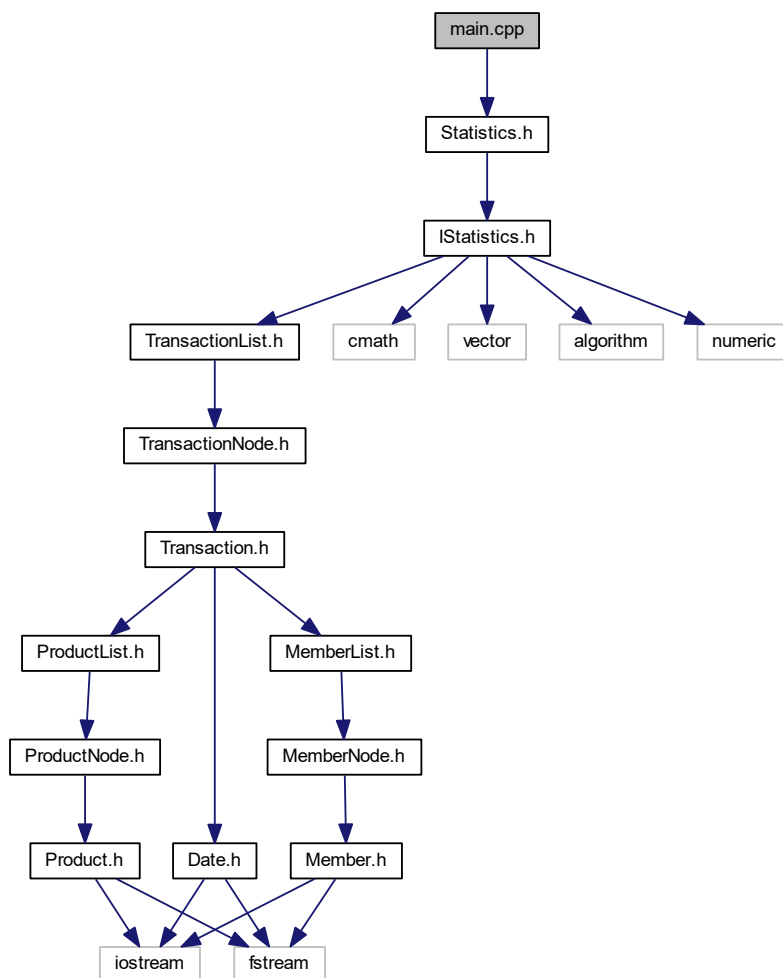 main.cpp
Statistics.h
IStatistics.h
TransactionList.h
cmath
vector
algorithm
numeric
TransactionNode.h
Transaction.h
ProductList.h
MemberList.h
ProductNode.h
MemberNode.h
Product.h
Date.h
Member.h
iostream
fstream